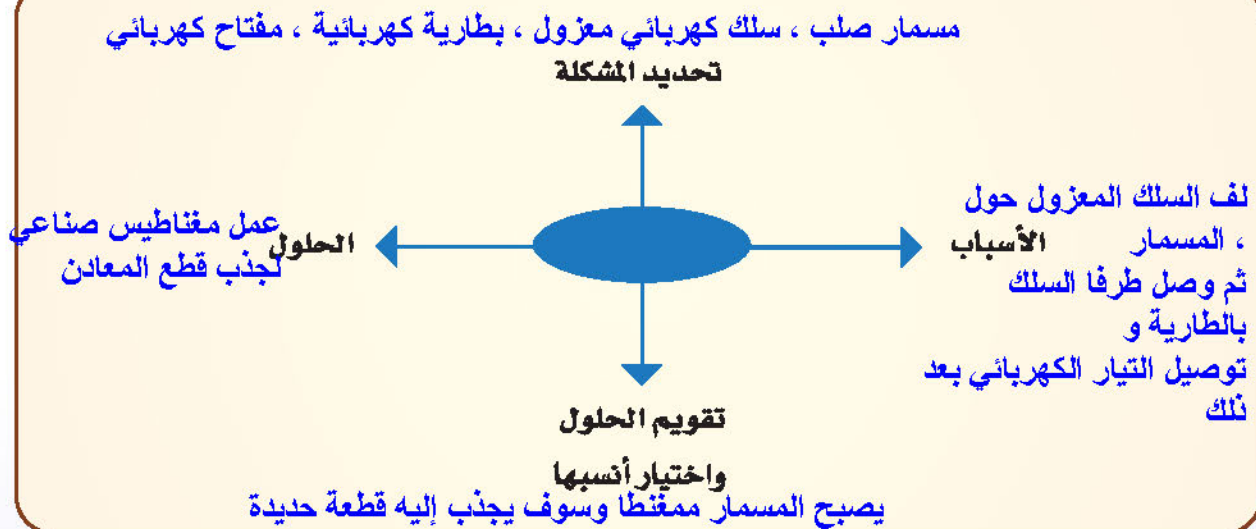 مسمار صلب ، سلك كهربائي معزول ، بطارية كهربائية ، مفتاح كهربائي
تحديد المشكلة
لف السلك المعزول حول
المسمار ،
ثم وصل طرفا السلك
بالطارية و
توصيل التيار الكهربائي بعد
ذلك
الأسباب
الحلول
عمل مغناطيس صناعي
لجذب قطع المعادن
تقويم الحلول
واختيار أنسبها
يصبح المسمار ممغنطا وسوف يجذب إليه قطعة حديدة